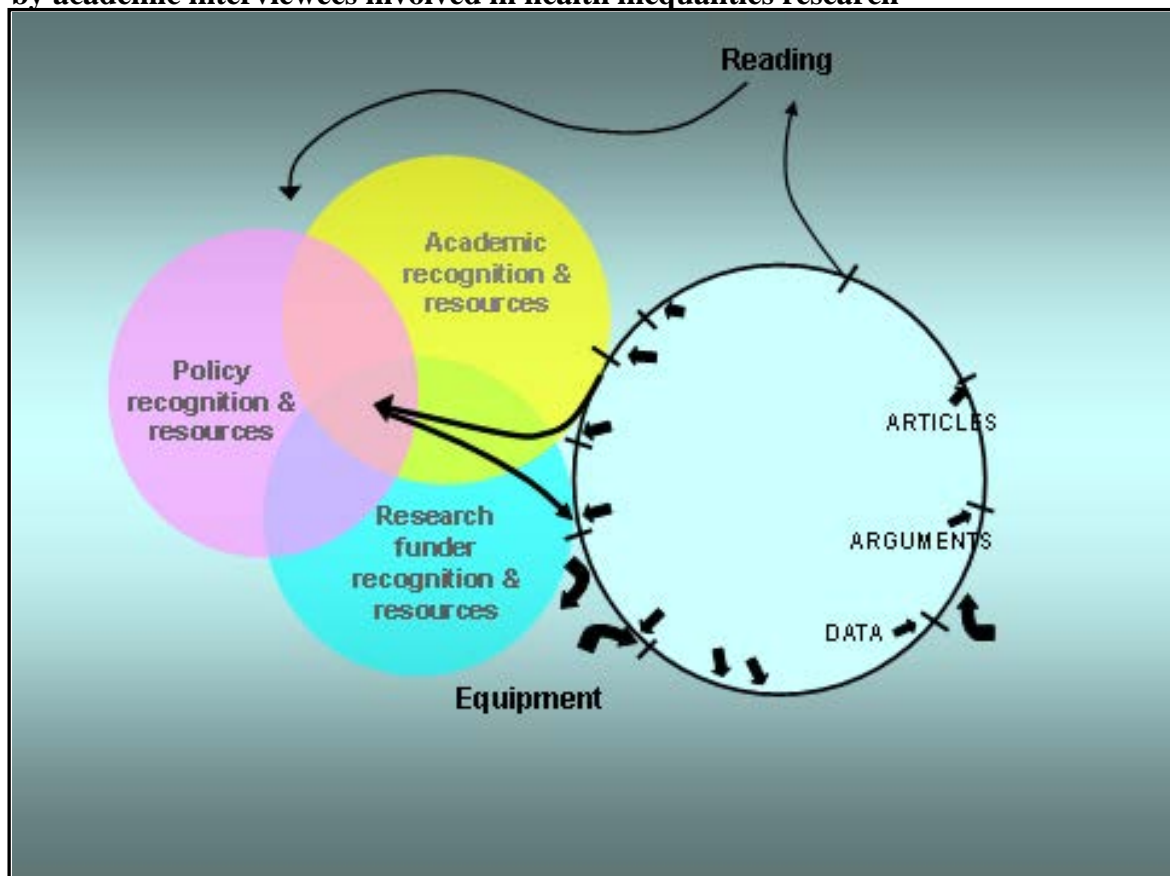 by academic interviewees involved in health inequalities research
Reading
Academic
recognition &
resources
Policy
recognition &
resources
Research
funder
recognition &
resources
ARTICLES
ARGUMENTS
DATA
Equipment